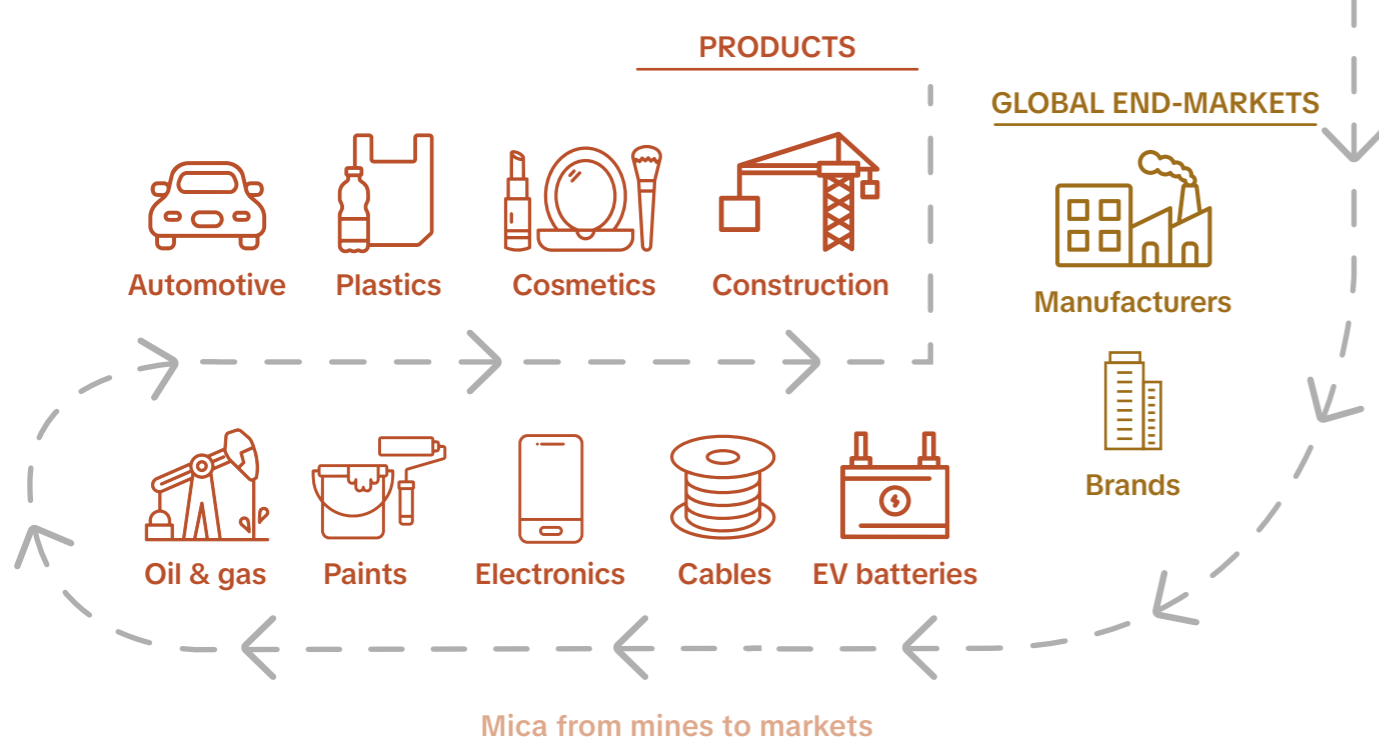 PRODUCTS
GLOBAL END-MARKETS
Automotive
Plastics
Cosmetics
Construction
Manufacturers
Brands
Oil & gas
Paints
Electronics
Cables
EV batteries
Mica from mines to markets